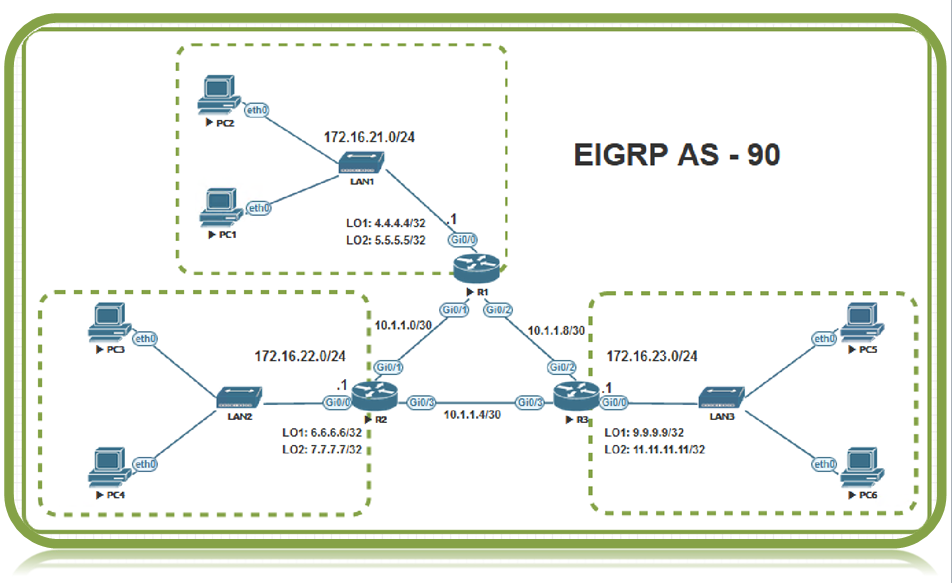 EIGRP AS - 90
eth0
PC2
172.16.21.0/24
LAN1
eth0
PC1
LO1: 4.4.4.4/32
LO2: 5.5.5.5/32
.1
Gi0/0
R1
Gi0/1
Gi0/2
10.1.1.0/30
10.1.1.8/30
eth0
PC3
172.16.22.0/24
Gi0/1
.1
LAN2
Gi0/0
Gi0/3
R2
LO1: 6.6.6.6/32
LO2: 7.7.7.7/32
eth0
PC4
10.1.1.4/30
Gi0/2
172.16.23.0/24
.1
Gi0/3
Gi0/0
R3
LAN3
LO1: 9.9.9.9/32
LO2: 11.11.11.11/32
eth0
PC5
eth0
PC6